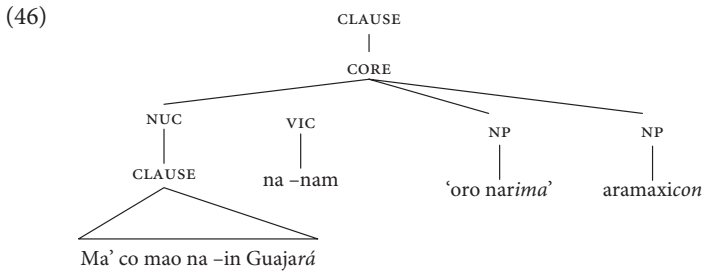 (46) CLAUSE
CORE
NUC VIC NP NP
CLAUSE na –nam ‘oro narima’ aramaxicon
Ma’ co mao na –in Guajará